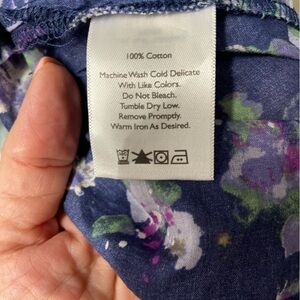 100% Cotton
Machine Wash Cold Delicate
With Like Colors.
Do Not Bleach.
Tumble Dry Low.
Remove Promptly.
Warm Iron As Desired.